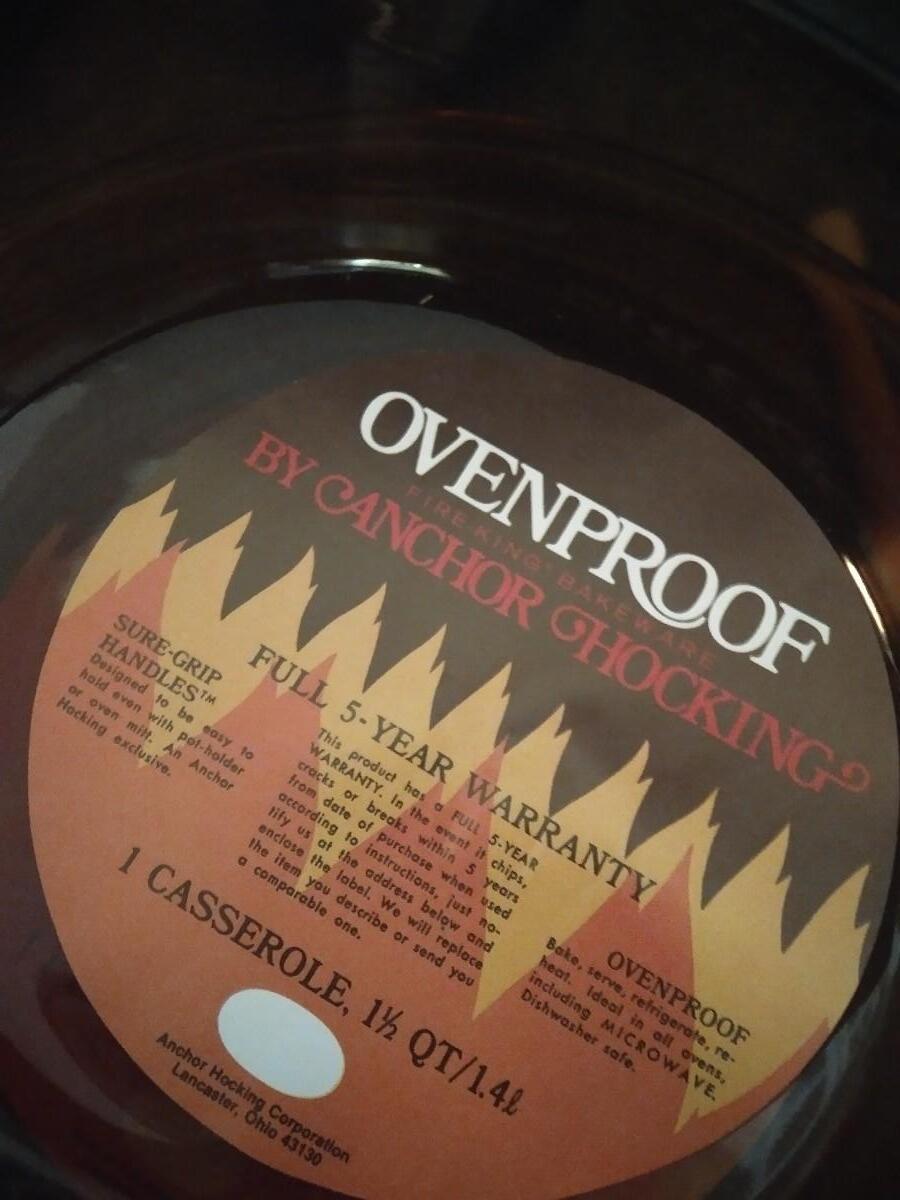 OVENPROOF
FIRE-KING® BAKEWARE
BY ANCHOR HOCKING
SURE-GRIP
HANDLES™
Designed to be easy to
hold even with pot-holder
or oven mitt. An Anchor
Hocking exclusive.
FULL 5-YEAR WARRANTY
This product has a FULL 5-YEAR
WARRANTY. In the event it chips,
cracks or breaks within 5 years
from date of purchase when used
according to instructions, just no-
tify us at the address below and
enclose the label. We will replace
the item you describe or send you
a comparable one.
OVENPROOF
Bake, serve, refrigerate, re-
heat. Ideal in all ovens,
including MICROWAVE.
Dishwasher safe.
1 CASSEROLE, 1½ QT/1.4ℓ
Anchor Hocking Corporation
Lancaster, Ohio 43130